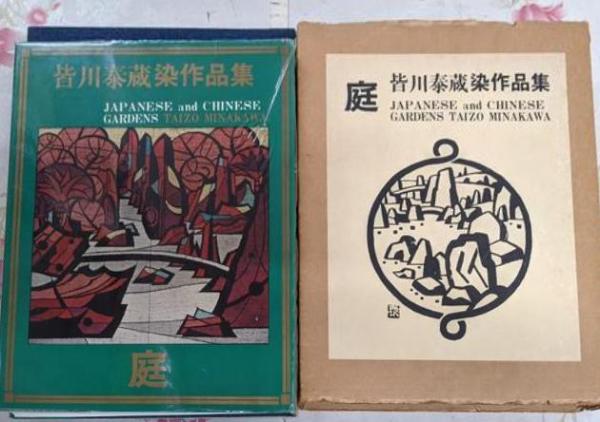 皆川泰蔵染作品集
JAPANESE and CHINESE
GARDENS TAIZO MINAKAWA
庭
庭
皆川泰蔵染作品集
JAPANESE and CHINESE
GARDENS TAIZO MINAKAWA